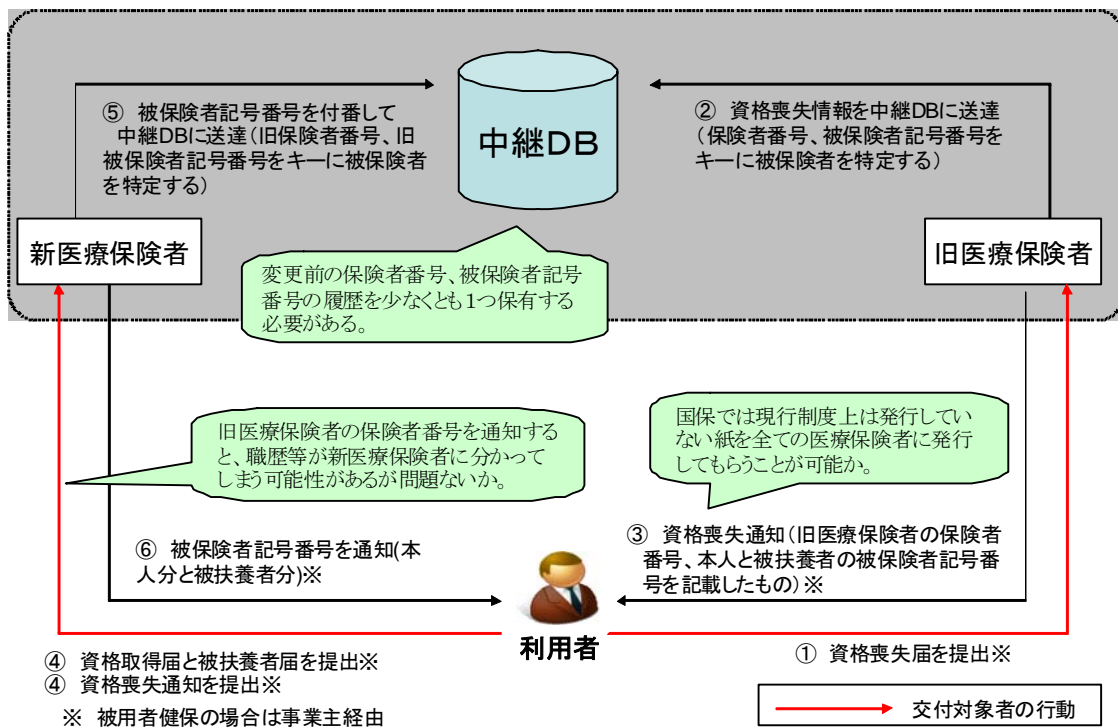 ⑤ 被保険者記号番号を付番して
中継DBに送達(旧保険者番号、旧
被保険者記号番号をキーに被保険者
を特定する)
中継DB
② 資格喪失情報を中継DBに送達
(保険者番号、被保険者記号番号を
キーに被保険者を特定する)
新医療保険者
旧医療保険者
変更前の保険者番号、被保険者記号
番号の履歴を少なくとも1つ保有する
必要がある。
旧医療保険者の保険者番号を通知する
と、職歴等が新医療保険者に分かって
しまう可能性があるが問題ないか。
国保では現行制度上は発行してい
ない紙を全ての医療保険者に発行
してもらうことが可能か。
⑥ 被保険者記号番号を通知(本
人分と被扶養者分)※
③ 資格喪失通知(旧医療保険者の保険者
番号、本人と被扶養者の被保険者記号番
号を記載したもの)※
利用者
④ 資格取得届と被扶養者届を提出※
④ 資格喪失通知を提出※
※ 被用者健保の場合は事業主経由
① 資格喪失届を提出※
交付対象者の行動